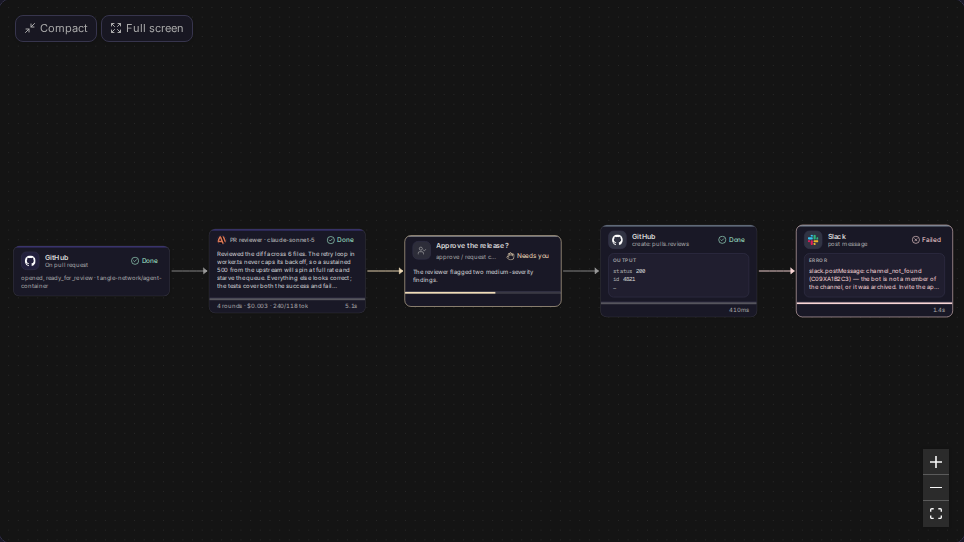 Compact
Full screen
GitHub
On pull request
Done
opened, ready_for_review · tangle-network/agent-
container
PR reviewer · claude-sonnet-5
Done
Reviewed the diff across 6 files. The retry loop in
worker.ts never caps its backoff, so a sustained
500 from the upstream will spin at full rate and
starve the queue. Everything else looks correct;
the tests cover both the success and fail...
4 rounds · $0.003 · 240/118 tok
5.1s
Approve the release?
approve / request c...
Needs you
The reviewer flagged two medium-severity
findings.
GitHub
create pulls.reviews
Done
OUTPUT
status 200
id 4521
GitHub
410ms
Slack
post message
Failed
ERROR
slack.postMessage: channel_not_found
(C09XA1B2C3) — the bot is not a member of
the channel, or it was archived. Invite the ap...
1.4s